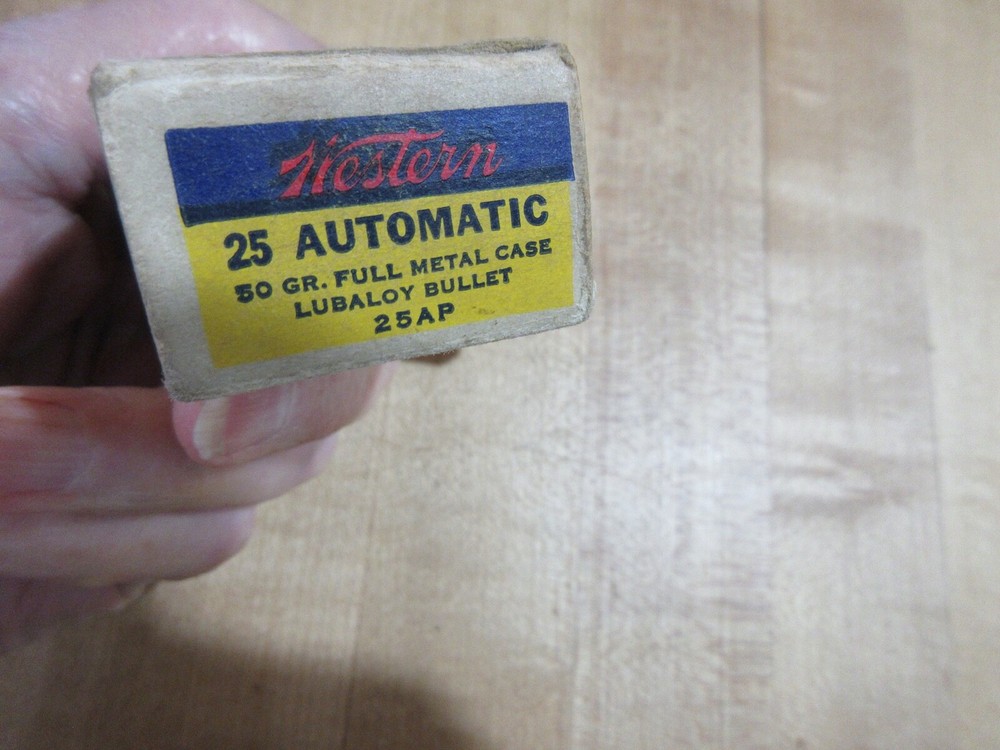 Western
25 AUTOMATIC
50 GR. FULL METAL CASE
LUBALOY BULLET
25AP